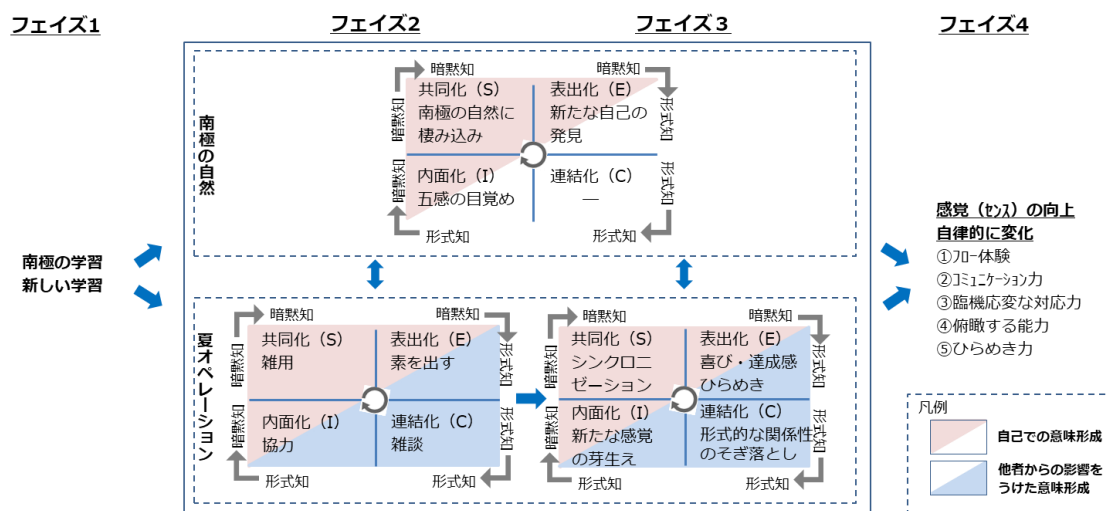 フェイズ1
フェイズ2
フェイズ３
フェイズ4
南極の自然
暗黙知
暗黙知
暗黙知
形式知
共同化（S）
南極の自然に
棲み込み
表出化（E）
新たな自己の
発見
暗黙知
形式知
内面化（I）
五感の目覚め
連結化（C）
―
形式知
形式知
南極の学習
新しい学習
夏オペレーション
暗黙知
暗黙知
暗黙知
形式知
共同化（S）
雑用
表出化（E）
素を出す
暗黙知
形式知
内面化（I）
協力
連結化（C）
雑談
形式知
形式知
暗黙知
暗黙知
暗黙知
形式知
共同化（S）
シンクロニ
ゼーション
表出化（E）
喜び・達成感
ひらめき
暗黙知
形式知
内面化（I）
新たな感覚
の芽生え
連結化（C）
形式的な関係性
のそぎ落とし
形式知
形式知
感覚（ｾﾝｽ）の向上
自律的に変化
①ﾌﾛｰ体験
②ｺﾐｭﾆｹｰｼｮﾝ力
③臨機応変な対応力
④俯瞰する能力
⑤ひらめき力
凡例
自己での意味形成
他者からの影響を
うけた意味形成